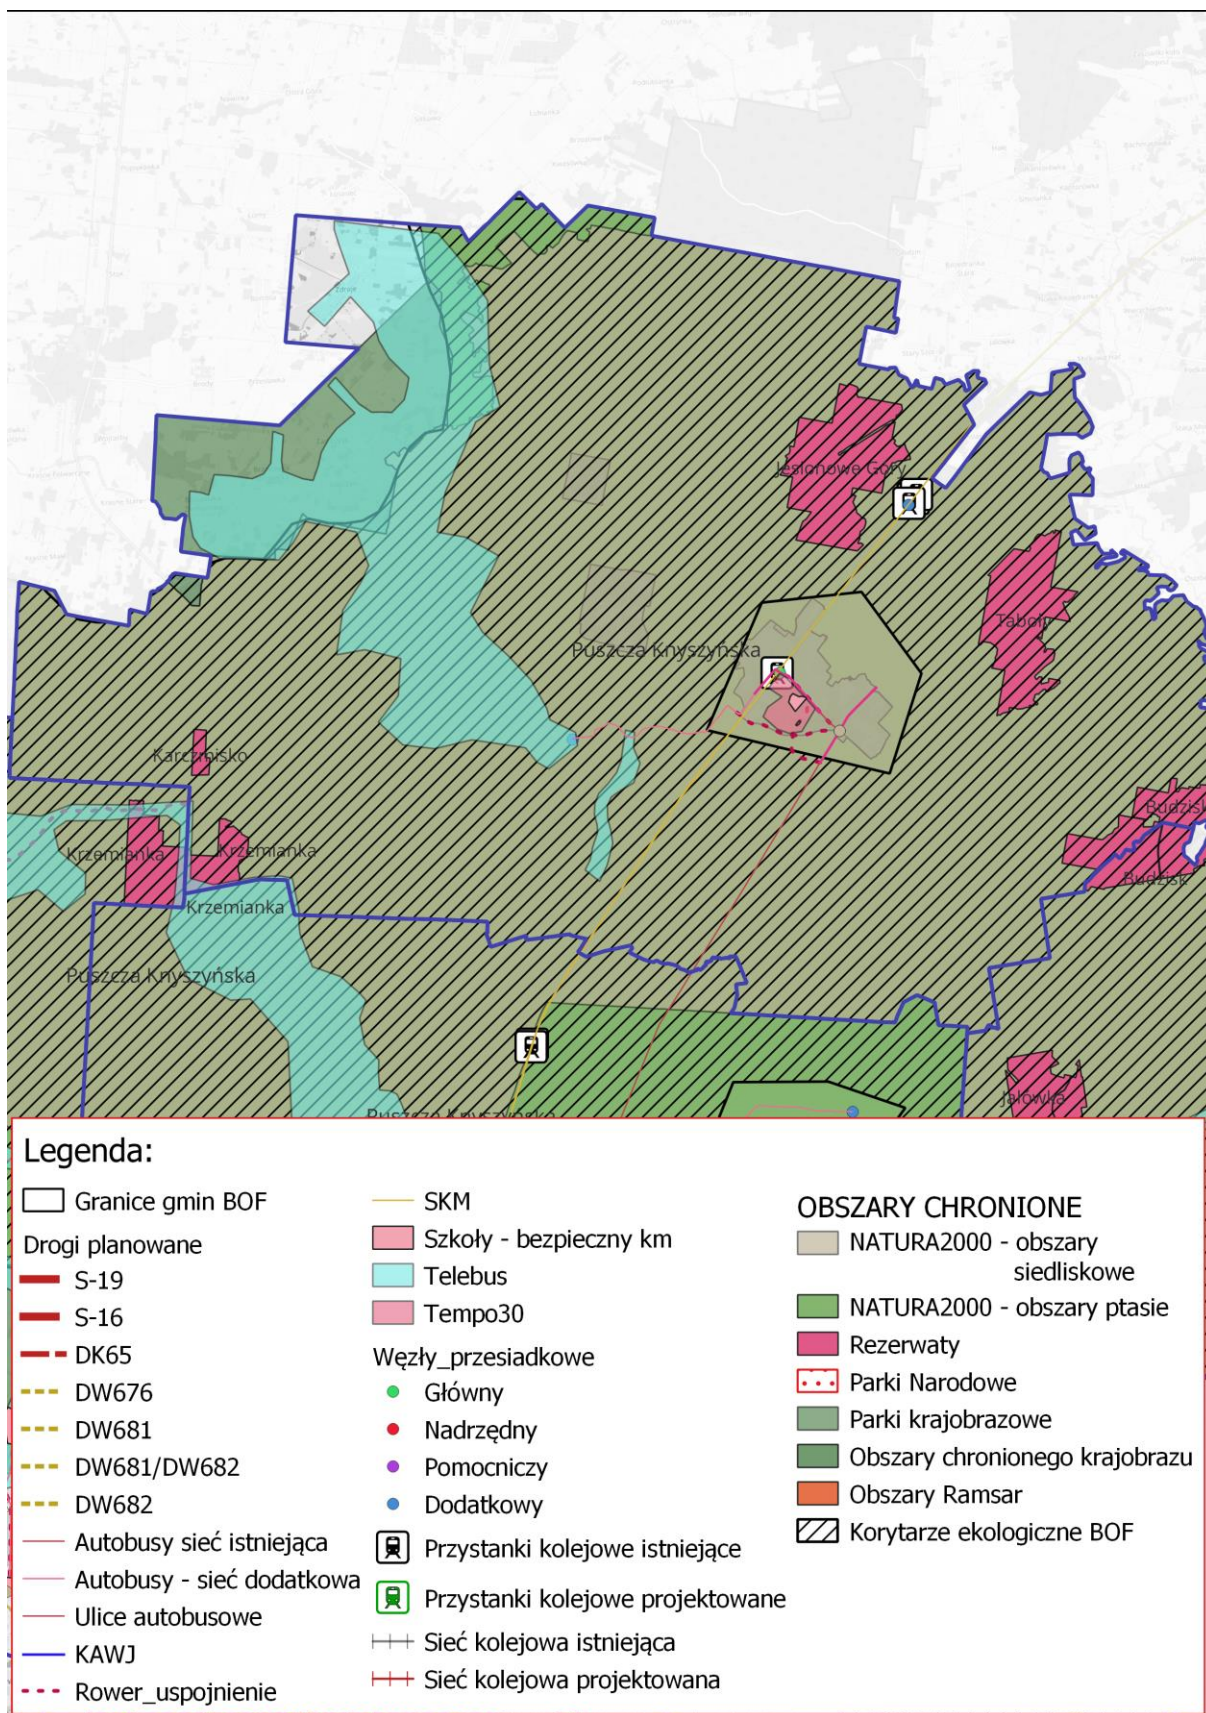 Jesionowe Góry
Taboły
Puszcza Knyszyńska
Karczmisko
Budzisk
Krzemianka
Krzemianka
Budzisk
Krzemianka
Puszcza Knyszyńska
Jałówka
Puszcza Knyszyńska
Legenda:
Granice gmin BOF
Drogi planowane
S-19
S-16
DK65
DW676
DW681
DW681/DW682
DW682
Autobusy sieć istniejąca
Autobusy - sieć dodatkowa
Ulice autobusowe
KAWJ
Rower_uspojnienie
SKM
Szkoły - bezpieczny km
Telebus
Tempo30
Węzły_przesiadkowe
Główny
Nadrzędny
Pomocniczy
Dodatkowy
Przystanki kolejowe istniejące
Przystanki kolejowe projektowane
Sieć kolejowa istniejąca
Sieć kolejowa projektowana
OBSZARY CHRONIONE
NATURA2000 - obszary
siedliskowe
NATURA2000 - obszary ptasie
Rezerwaty
Parki Narodowe
Parki krajobrazowe
Obszary chronionego krajobrazu
Obszary Ramsar
Korytarze ekologiczne BOF